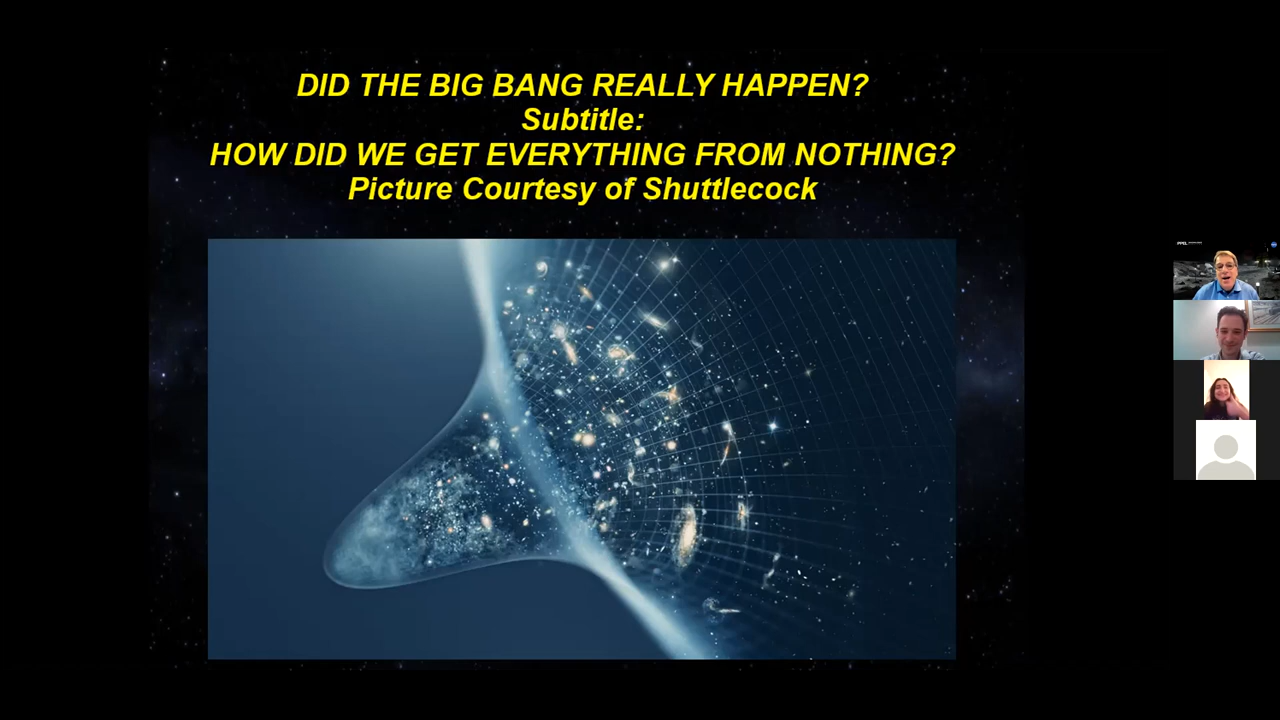 DID THE BIG BANG REALLY HAPPEN?
Subtitle:
HOW DID WE GET EVERYTHING FROM NOTHING?
Picture Courtesy of Shuttlecock